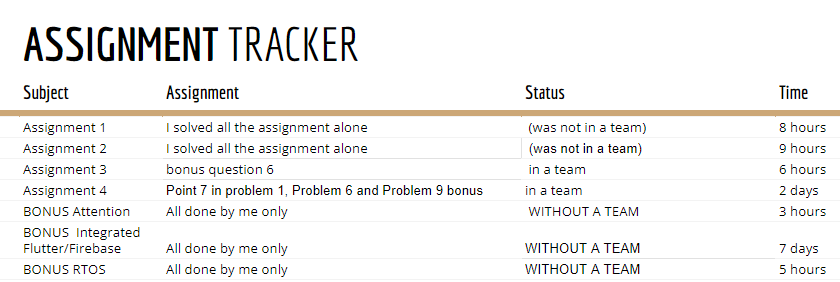 ASSIGNMENT TRACKER
Subject Assignment Status Time
Assignment 1 I solved all the assignment alone (was not in a team) 8 hours
Assignment 2 I solved all the assignment alone (was not in a team) 9 hours
Assignment 3 bonus question 6 in a team 6 hours
Assignment 4 Point 7 in problem 1, Problem 6 and Problem 9 bonus in a team 2 days
BONUS Attention All done by me only WITHOUT A TEAM 3 hours
BONUS Integrated
Flutter/Firebase All done by me only WITHOUT A TEAM 7 days
BONUS RTOS All done by me only WITHOUT A TEAM 5 hours